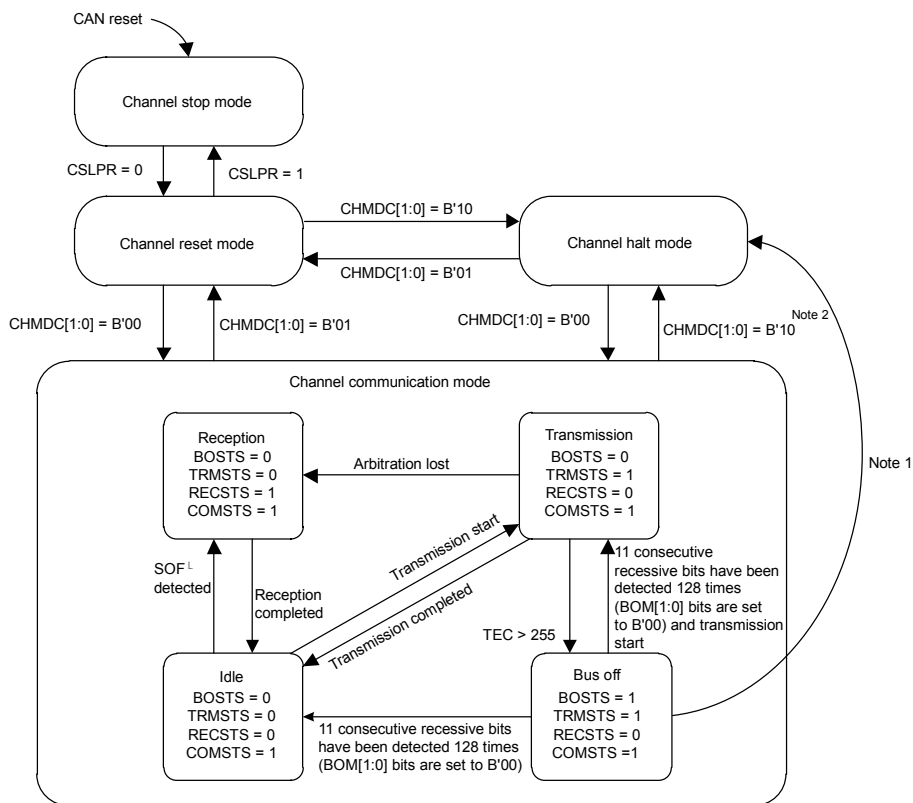 CAN reset
Channel stop mode
CSLPR = 0
CSLPR = 1
Channel reset mode
CHMDC[1:0] = B'10
CHMDC[1:0] = B'01
Channel halt mode
CHMDC[1:0] = B'00
CHMDC[1:0] = B'01
CHMDC[1:0] = B'00
CHMDC[1:0] = B'10 Note 2
Channel communication mode
Reception
BOSTS = 0
TRMSTS = 0
RECSTS = 1
COMSTS = 1
Arbitration lost
Transmission
BOSTS = 0
TRMSTS = 1
RECSTS = 0
COMSTS = 1
Note 1
SOF
detected
Reception
completed
Transmission start
Transmission completed
TEC > 255
11 consecutive
recessive bits have been
detected 128 times
(BOM[1:0] bits are set
to B'00) and transmission
start
Idle
BOSTS = 0
TRMSTS = 0
RECSTS = 0
COMSTS = 1
11 consecutive recessive bits
have been detected 128 times
(BOM[1:0] bits are set to B'00)
Bus off
BOSTS = 1
TRMSTS = 1
RECSTS = 0
COMSTS =1